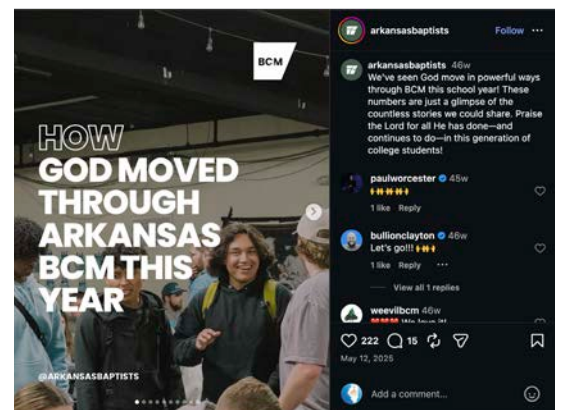 BCM
HOW
GOD MOVED
THROUGH
ARKANSAS
BCM THIS
YEAR
@ARKANSASBAPTISTS
arkansasbaptists
Follow ...
arkansasbaptists 46w
We've seen God move in powerful ways
through BCM this school year! These
numbers are just a glimpse of the
countless stories we could share. Praise
the Lord for all He has done—and
continues to do—in this generation of
college students!
paulworcester 45w
🙌🙌🙌🙌
1 like Reply
bullionclayton 46w
Let's go!!! 🙌🙌
1 like Reply ...
View all 1 replies
weevilbcm 46w
❤️❤️❤️ We love it!
222 15
May 12, 2025
Add a comment...